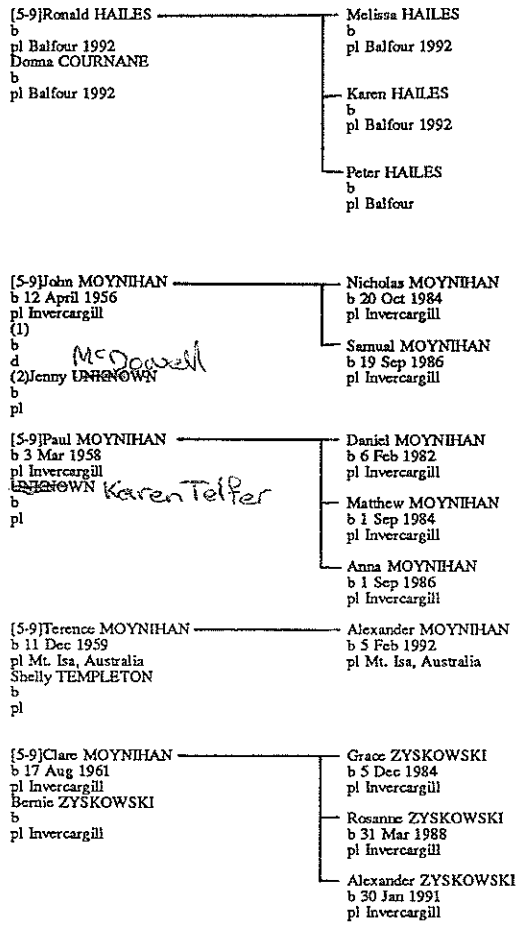 [5-9]Ronald HAILES
b
pl Balfour 1992
Donna COURNANE
b
pl Balfour 1992
Melissa HAILES
b
pl Balfour 1992
Karen HAILES
b
pl Balfour 1992
Peter HAILES
b
pl Balfour
[5-9]John MOYNIHAN
b 12 April 1956
pl Invercargill
(1)
b
d
McDowell
(2)Jenny UNKNOWN
b
pl
Nicholas MOYNIHAN
b 20 Oct 1984
pl Invercargill
Samual MOYNIHAN
b 19 Sep 1986
pl Invercargill
[5-9]Paul MOYNIHAN
b 3 Mar 1958
pl Invercargill
UNKNOWN Karen Telfer
b
pl
Daniel MOYNIHAN
b 6 Feb 1982
pl Invercargill
Matthew MOYNIHAN
b 1 Sep 1984
pl Invercargill
Anna MOYNIHAN
b 1 Sep 1986
pl Invercargill
[5-9]Terence MOYNIHAN
b 11 Dec 1959
pl Mt. Isa, Australia
Shelly TEMPLETON
b
pl
Alexander MOYNIHAN
b 5 Feb 1992
pl Mt. Isa, Australia
[5-9]Clare MOYNIHAN
b 17 Aug 1961
pl Invercargill
Bernie ZYSKOWSKI
b
pl Invercargill
Grace ZYSKOWSKI
b 5 Dec 1984
pl Invercargill
Rosanne ZYSKOWSKI
b 31 Mar 1988
pl Invercargill
Alexander ZYSKOWSKI
b 30 Jan 1991
pl Invercargill